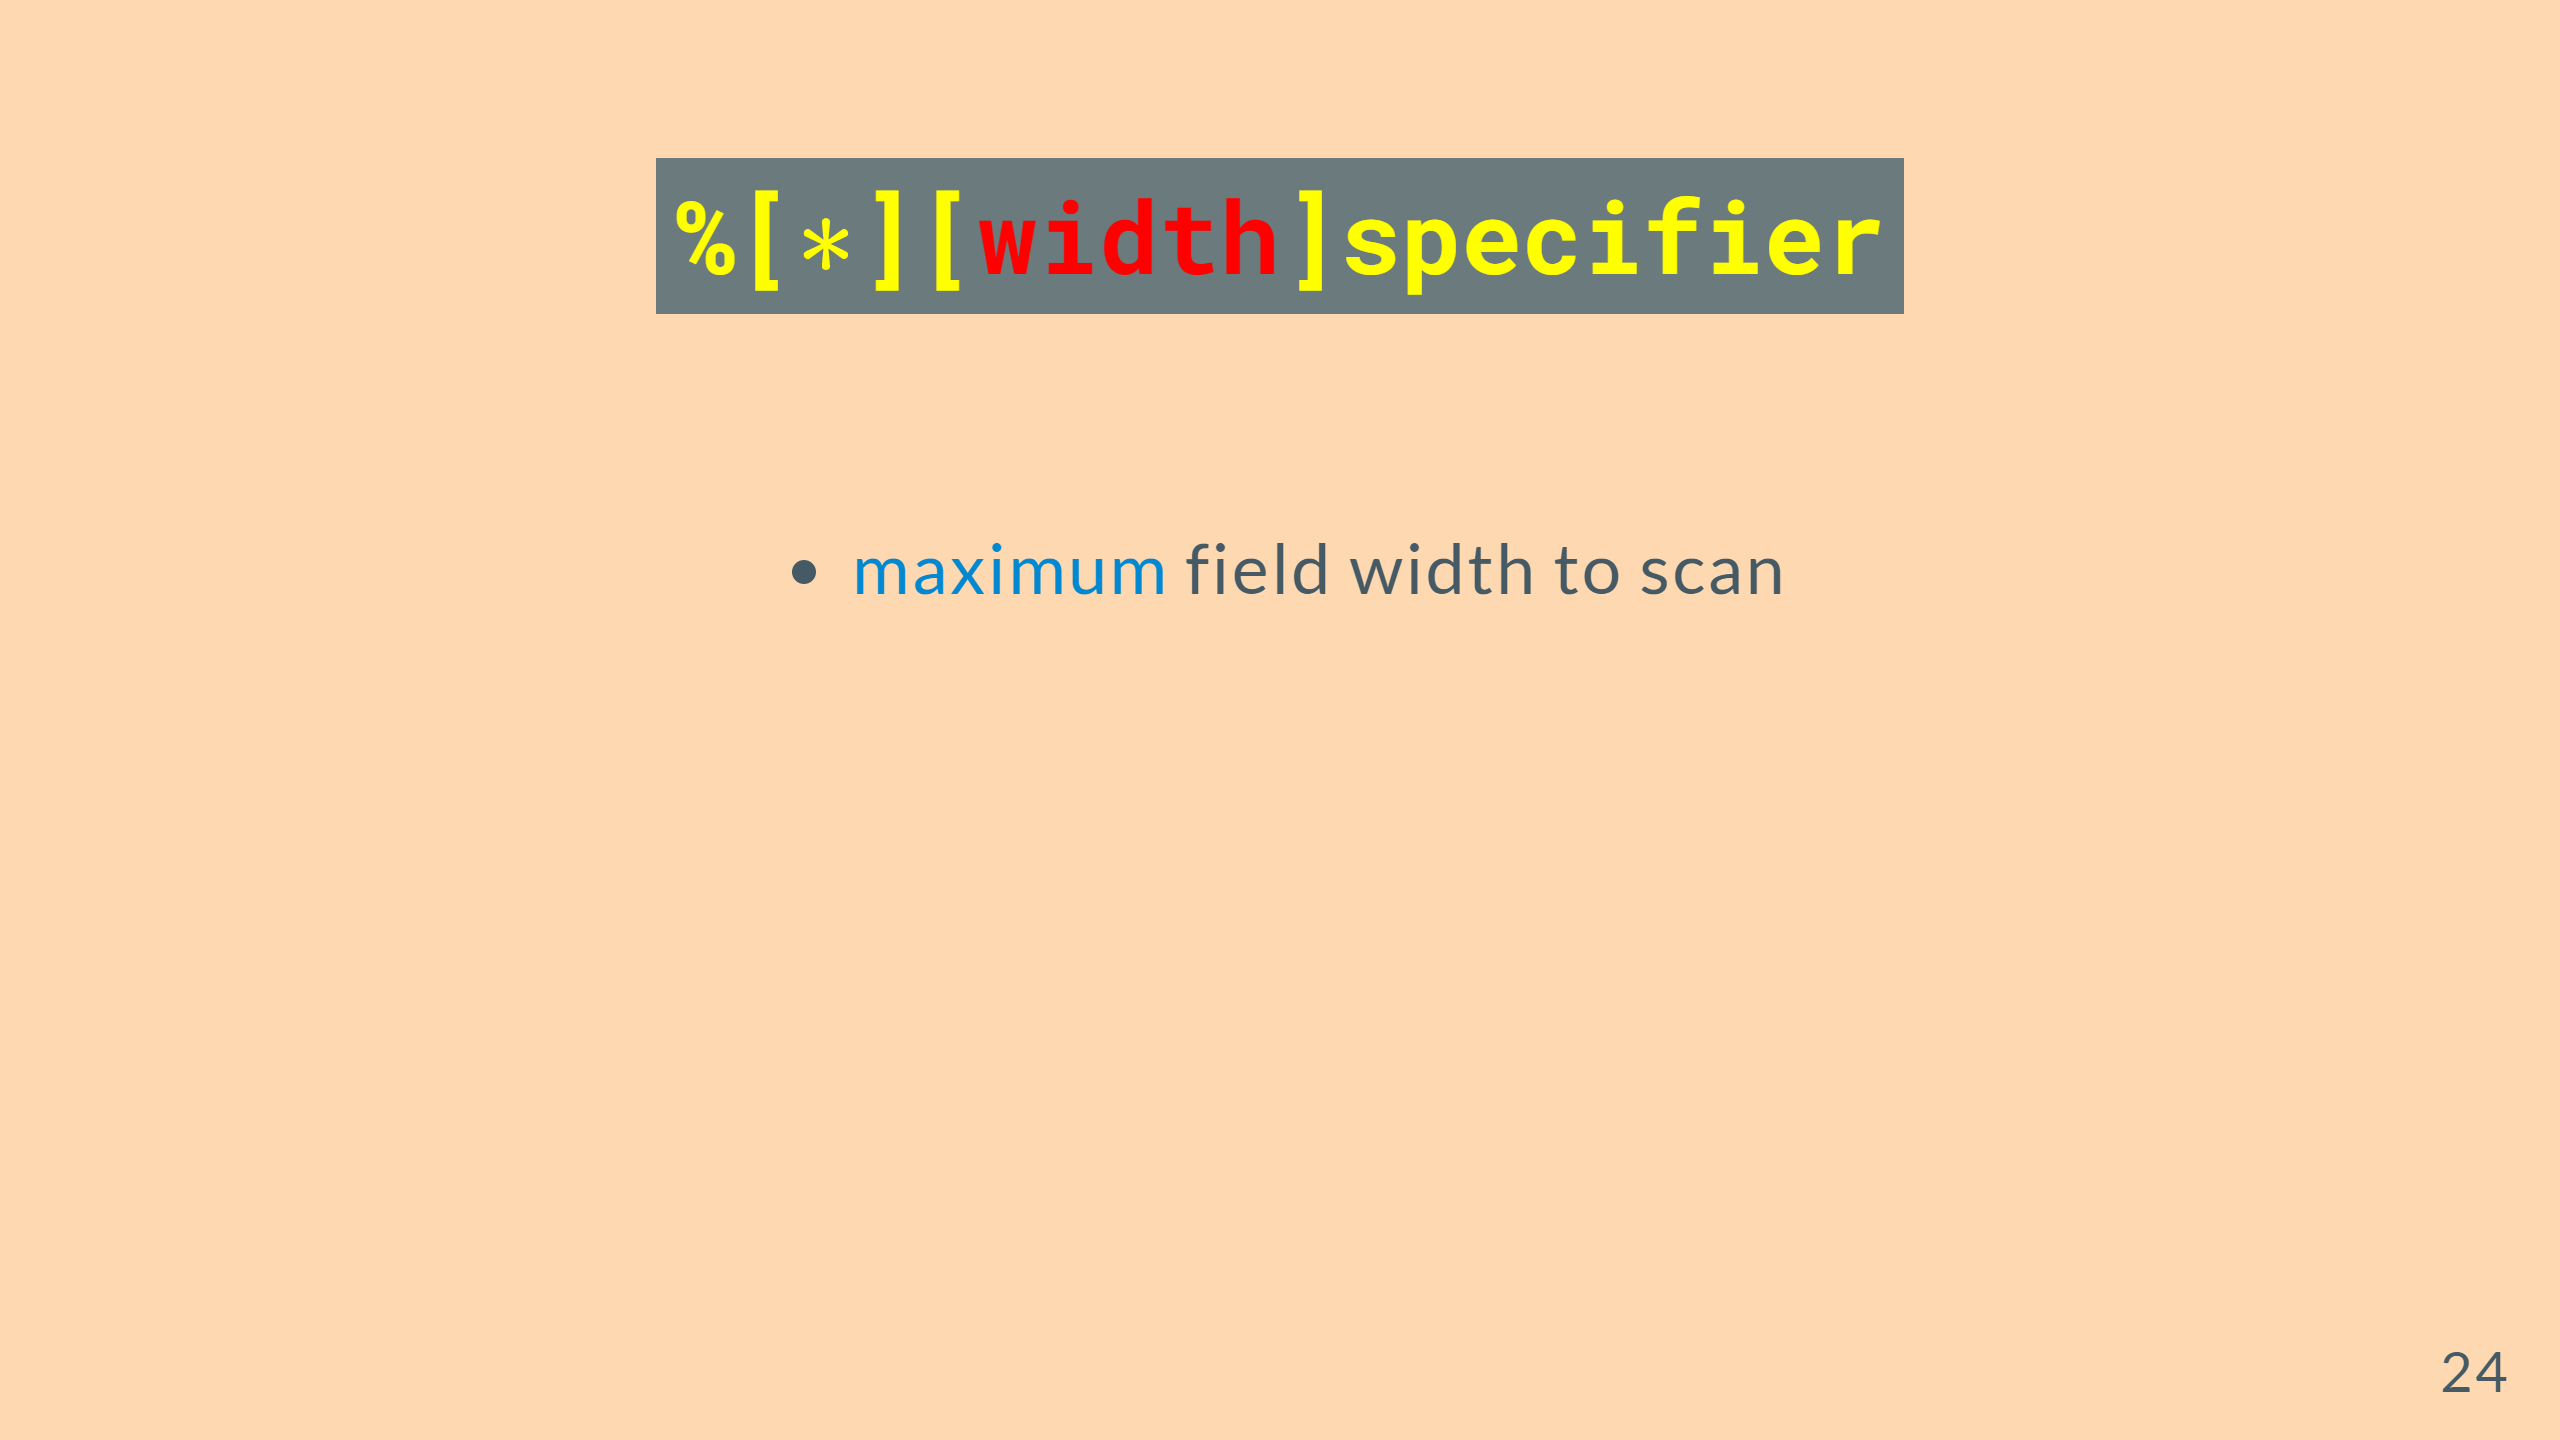 %[*][width]specifier
• maximum field width to scan
24